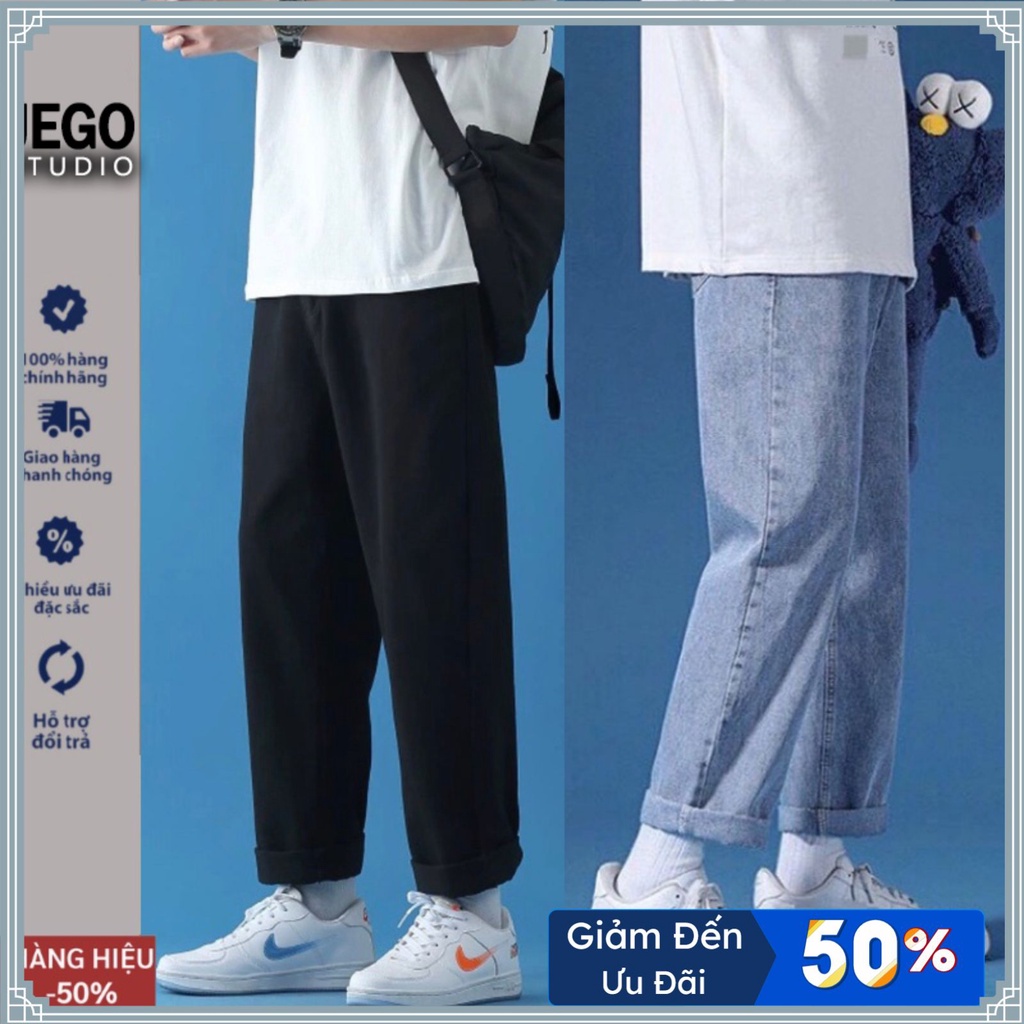 JEGO
TUDIO
100% hàng
chính hãng
Giao hàng
hanh chóng
%
hiều ưu đãi
đặc sắc
Hỗ trợ
đổi trả
HÀNG HIỆU
-50%
Giảm Đến
Ưu Đãi
50%